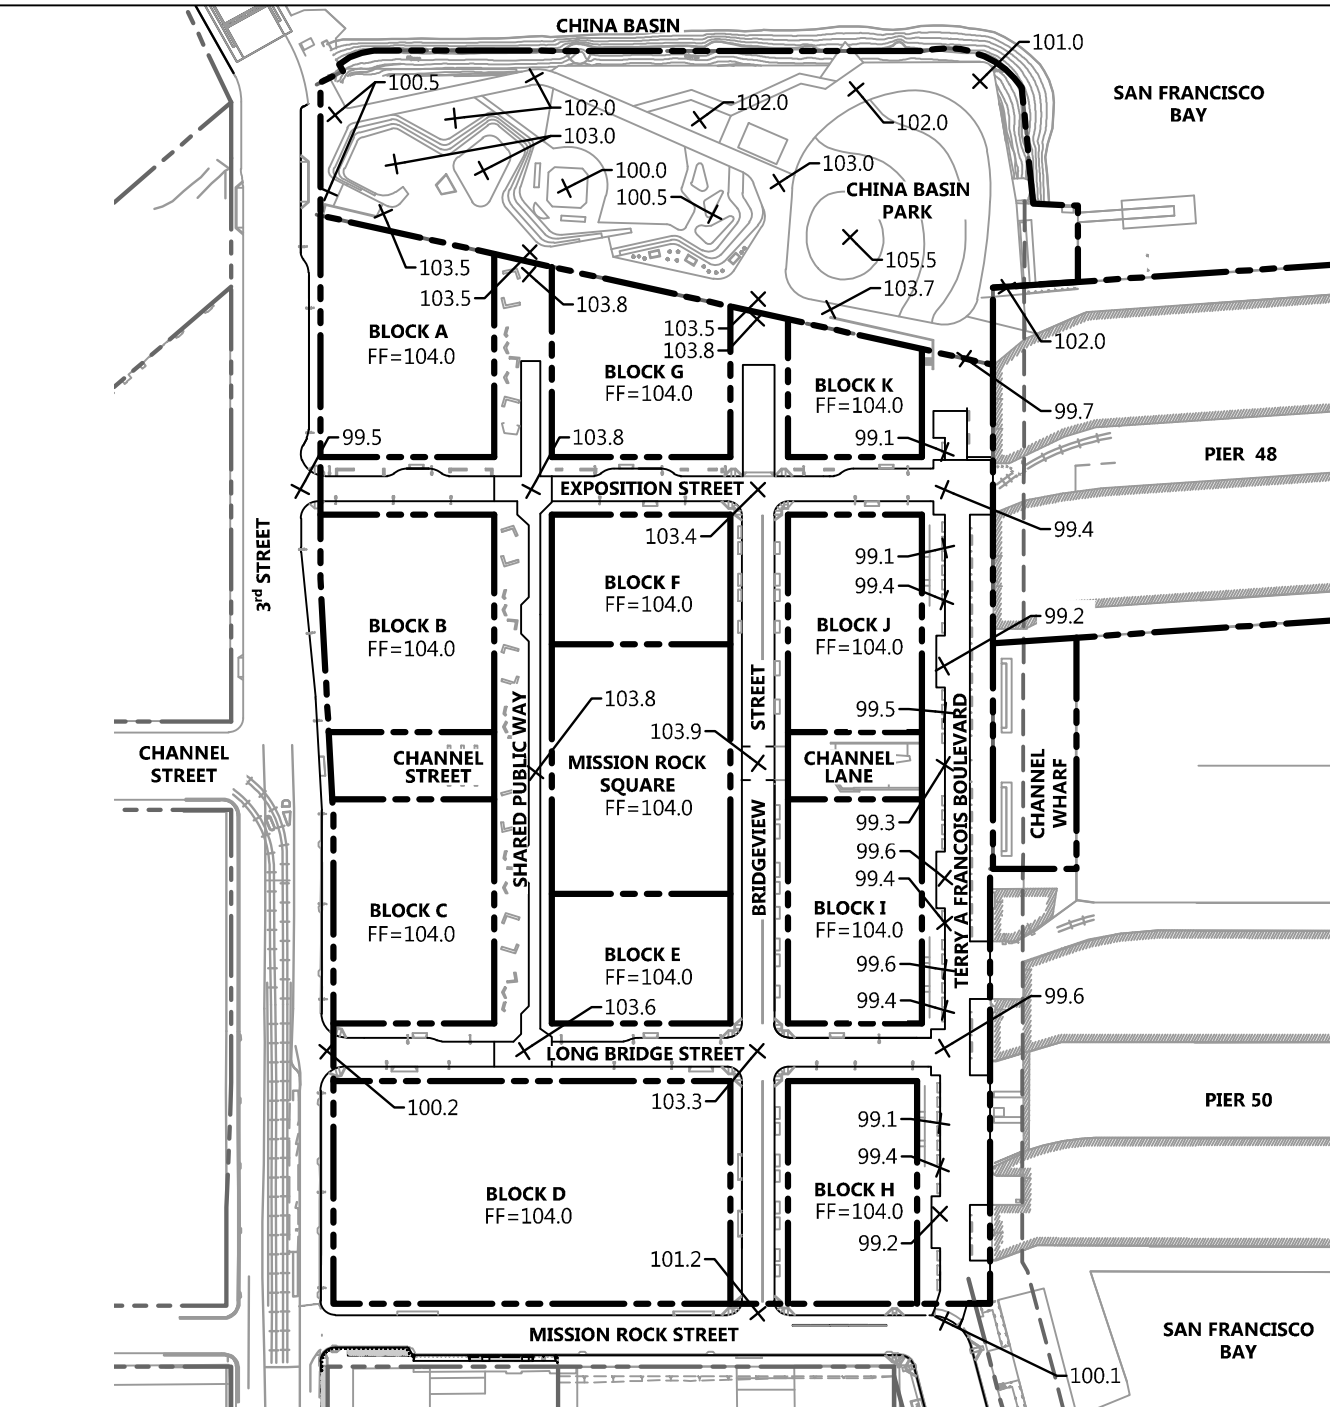 CHINA BASIN
101.0
SAN FRANCISCO
BAY
100.5
102.0
102.0
102.0
103.0
103.0
100.0
100.5
CHINA BASIN
PARK
105.5
103.5
103.5
103.8
103.7
103.5
103.8
102.0
BLOCK A
FF=104.0
BLOCK G
FF=104.0
BLOCK K
FF=104.0
99.7
99.5
103.8
99.1
PIER 48
EXPOSITION STREET
103.4
99.4
3rd STREET
99.1
99.4
BLOCK F
FF=104.0
BLOCK B
FF=104.0
BLOCK J
FF=104.0
99.2
103.8
99.5
103.9
STREET
CHANNEL
STREET
CHANNEL
STREET
SHARED PUBLIC WAY
MISSION ROCK
SQUARE
FF=104.0
CHANNEL
LANE
TERRY A FRANCOIS BOULEVARD
CHANNEL
WHARF
99.3
99.6
99.4
BRIDGEVIEW
BLOCK C
FF=104.0
BLOCK I
FF=104.0
BLOCK E
FF=104.0
99.6
99.4
99.6
103.6
LONG BRIDGE STREET
100.2
103.3
PIER 50
99.1
99.4
BLOCK D
FF=104.0
BLOCK H
FF=104.0
99.2
101.2
MISSION ROCK STREET
SAN FRANCISCO
BAY
100.1